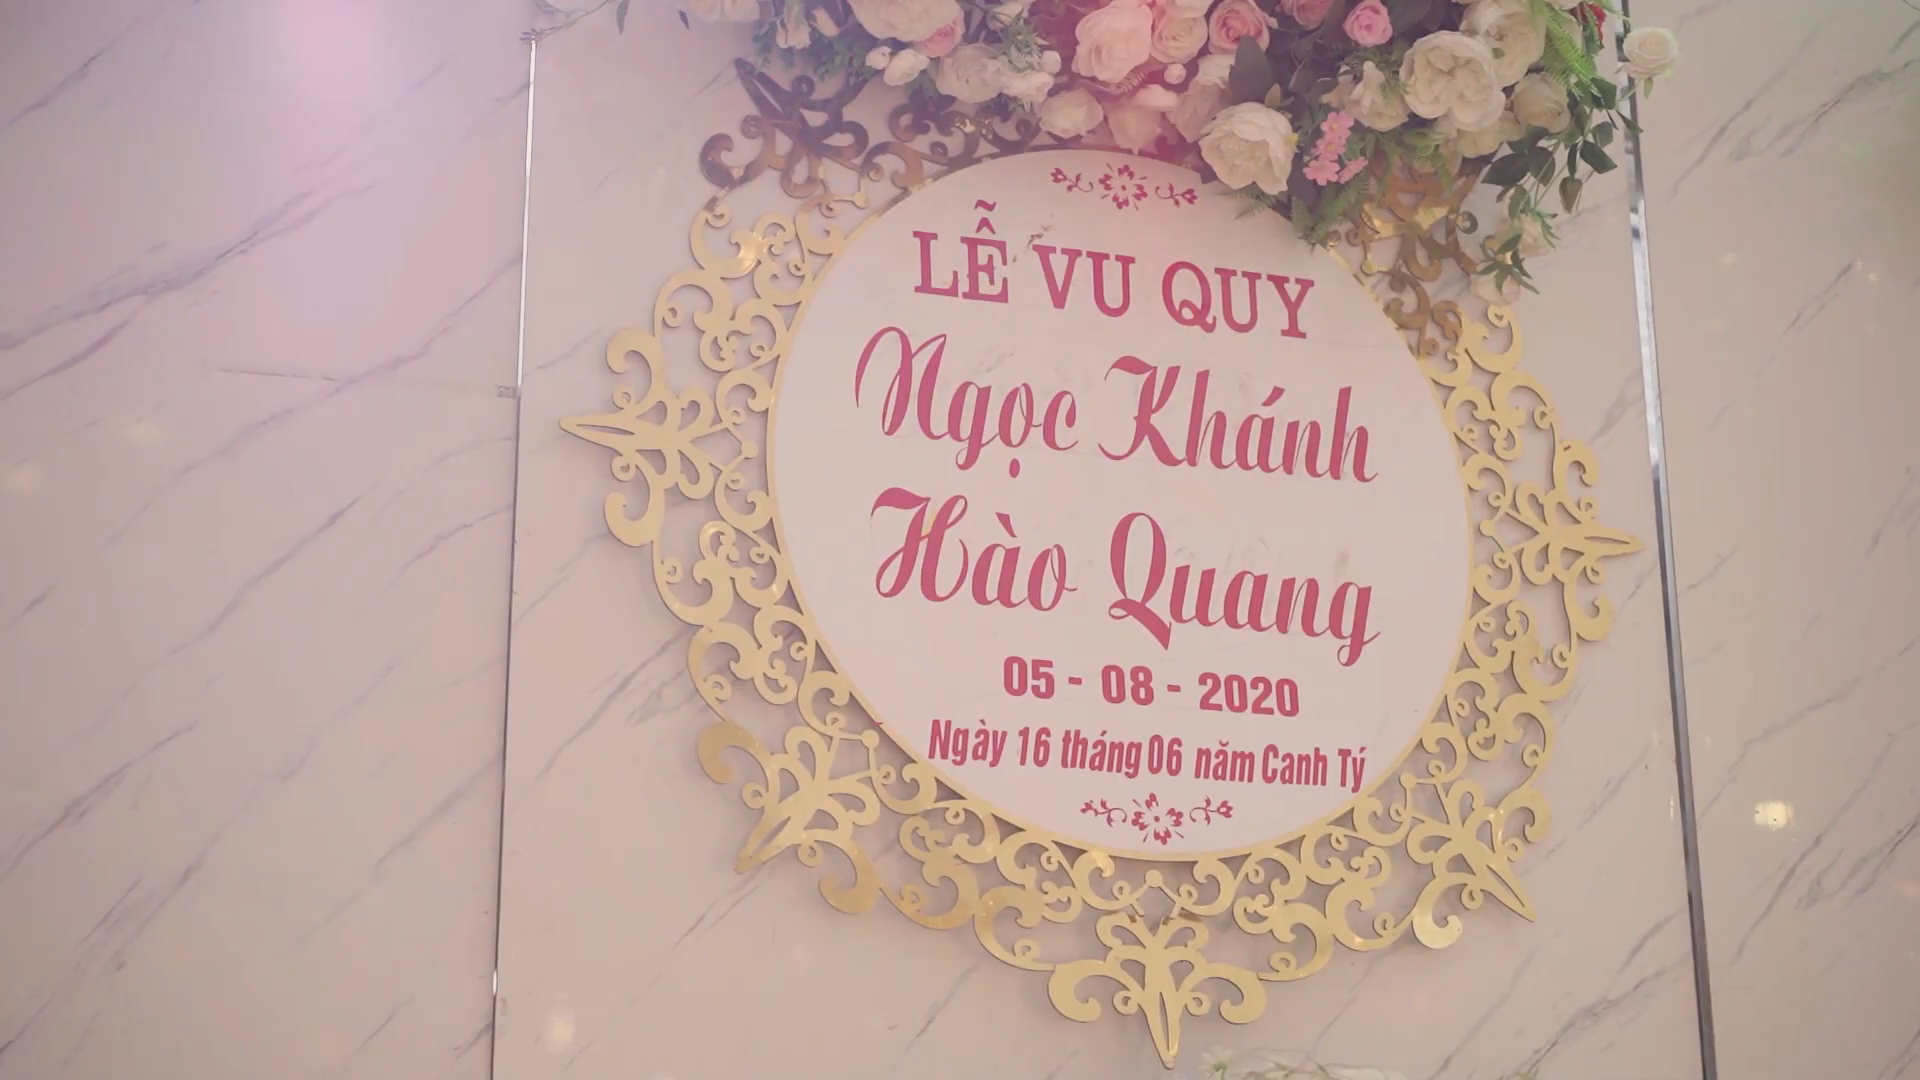 LỄ VU QUY
Ngọc Khánh
Hào Quang
05 - 08 - 2020
Ngày 16 tháng 06 năm Canh Tý